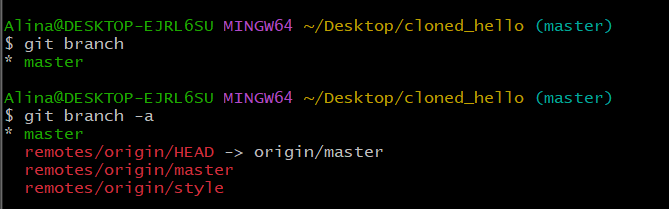 Alina@DESKTOP-EJRL6SU MINGW64 ~/Desktop/cloned_hello (master)
$ git branch
* master
Alina@DESKTOP-EJRL6SU MINGW64 ~/Desktop/cloned_hello (master)
$ git branch -a
* master
remotes/origin/HEAD -> origin/master
remotes/origin/master
remotes/origin/style